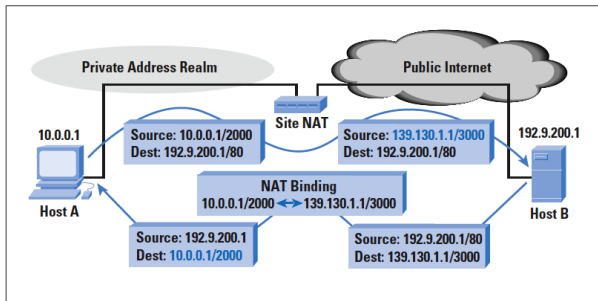 Private Address Realm
Public Internet
10.0.0.1
Site NAT
192.9.200.1
Source: 10.0.0.1/2000
Dest: 192.9.200.1/80
Source: 139.130.1.1/3000
Dest: 192.9.200.1/80
NAT Binding
10.0.0.1/2000 139.130.1.1/3000
Host A
Host B
Source: 192.9.200.1
Dest: 10.0.0.1/2000
Source: 192.9.200.1/80
Dest: 139.130.1.1/3000